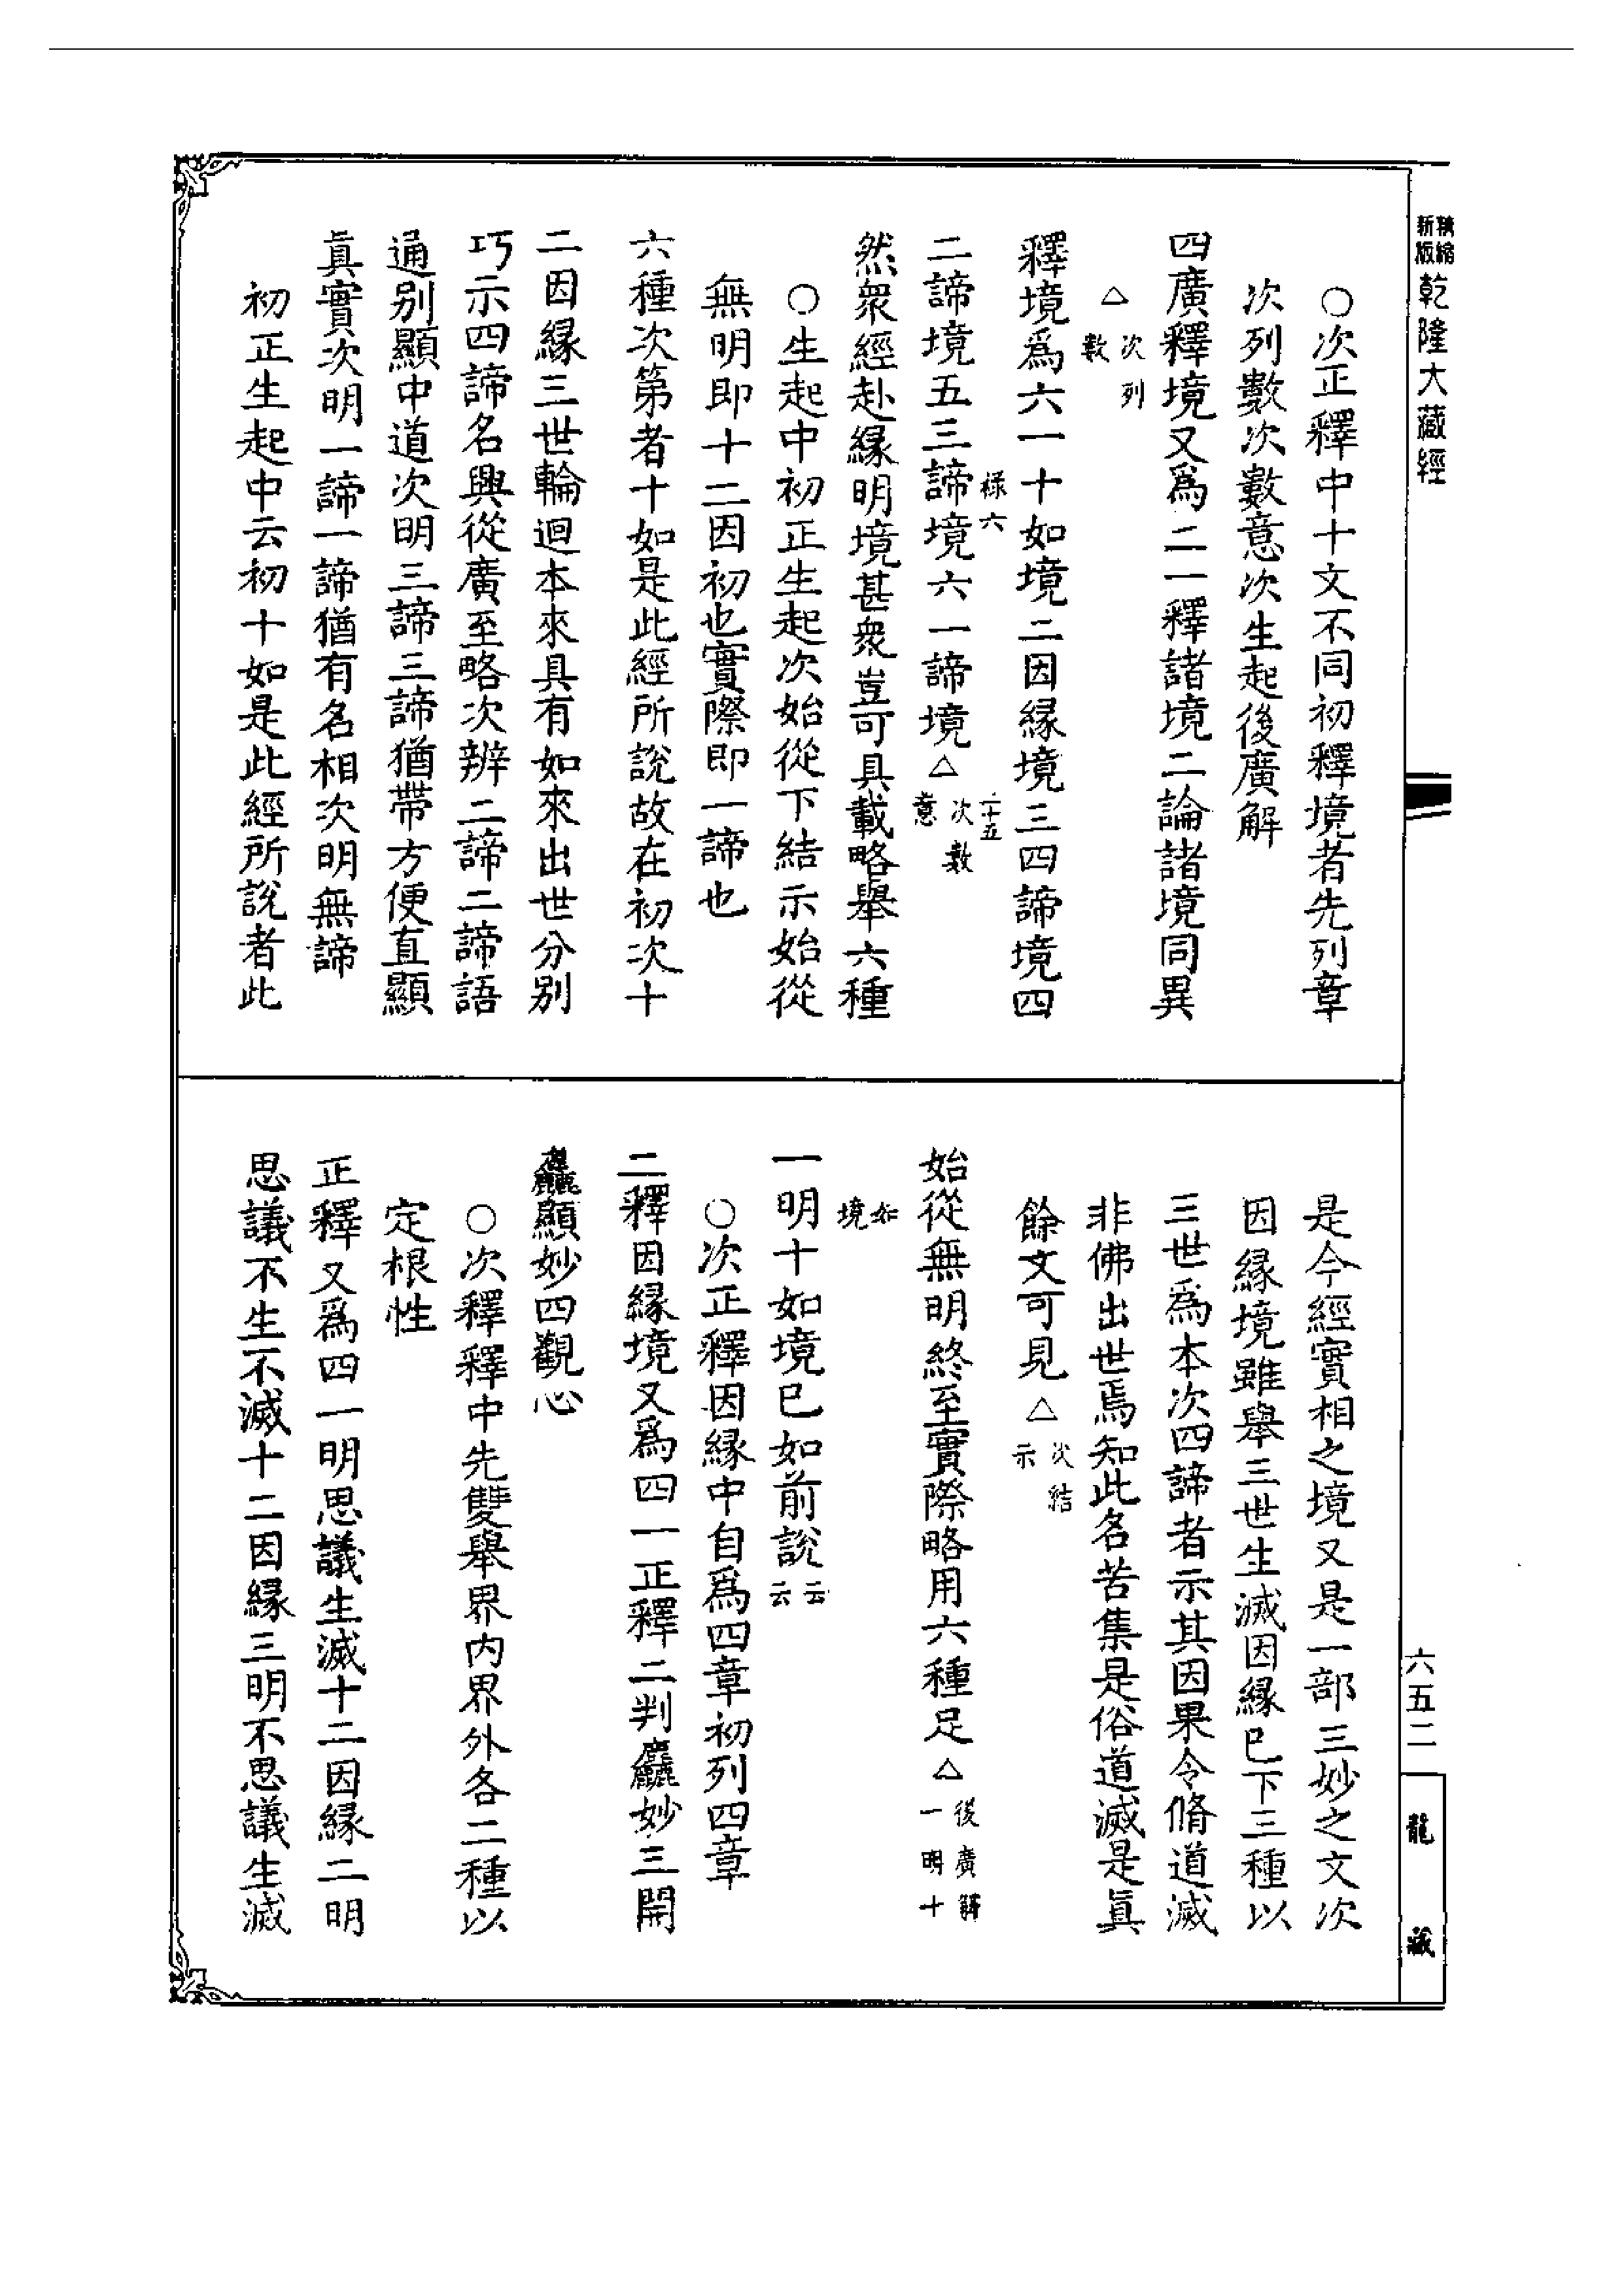 精縮
新版
乾隆大藏經
○次正釋中十文不同初釋境者先列章
次列數次數意次生起後廣解
四廣釋境又爲二一釋諸境二論諸境同異
△次列
數
釋境爲六一十如境二因緣境三四諦境四
祿六
二十五
二諦境五三諦境六一諦境△次數
意
然衆經赴緣明境甚衆豈可具載略舉六種
○生起中初正生起次始從下結示始從
無明即十二因初也實際即一諦也
六種次第者十如是此經所說故在初次十
二因緣三世輪迴本來具有如來出世分別
巧示四諦名興從廣至略次辨二諦二諦語
通別顯中道次明三諦三諦猶帶方便直顯
眞實次明一諦一諦猶有名相次明無諦
初正生起中云初十如是此經所說者此
是今經實相之境又是一部三妙之文次
因緣境雖舉三世生滅因緣巳下三種以
三世爲本次四諦者示其因果令脩道滅
非佛出世焉知此名苦集是俗道滅是眞
餘文可見△次結
示
始從無明終至實際略用六種足△後廣解
一明十
如
境
一明十如境巳如前說云
云
○次正釋因緣中自爲四章初列四章
二釋因緣境又爲四一正釋二判麤妙三開
麤顯妙四觀心
○次釋釋中先雙舉界內界外各二種以
定根性
正釋又爲四一明思議生滅十二因緣二明
思議不生不滅十二因緣三明不思議生滅
六五二
龍藏